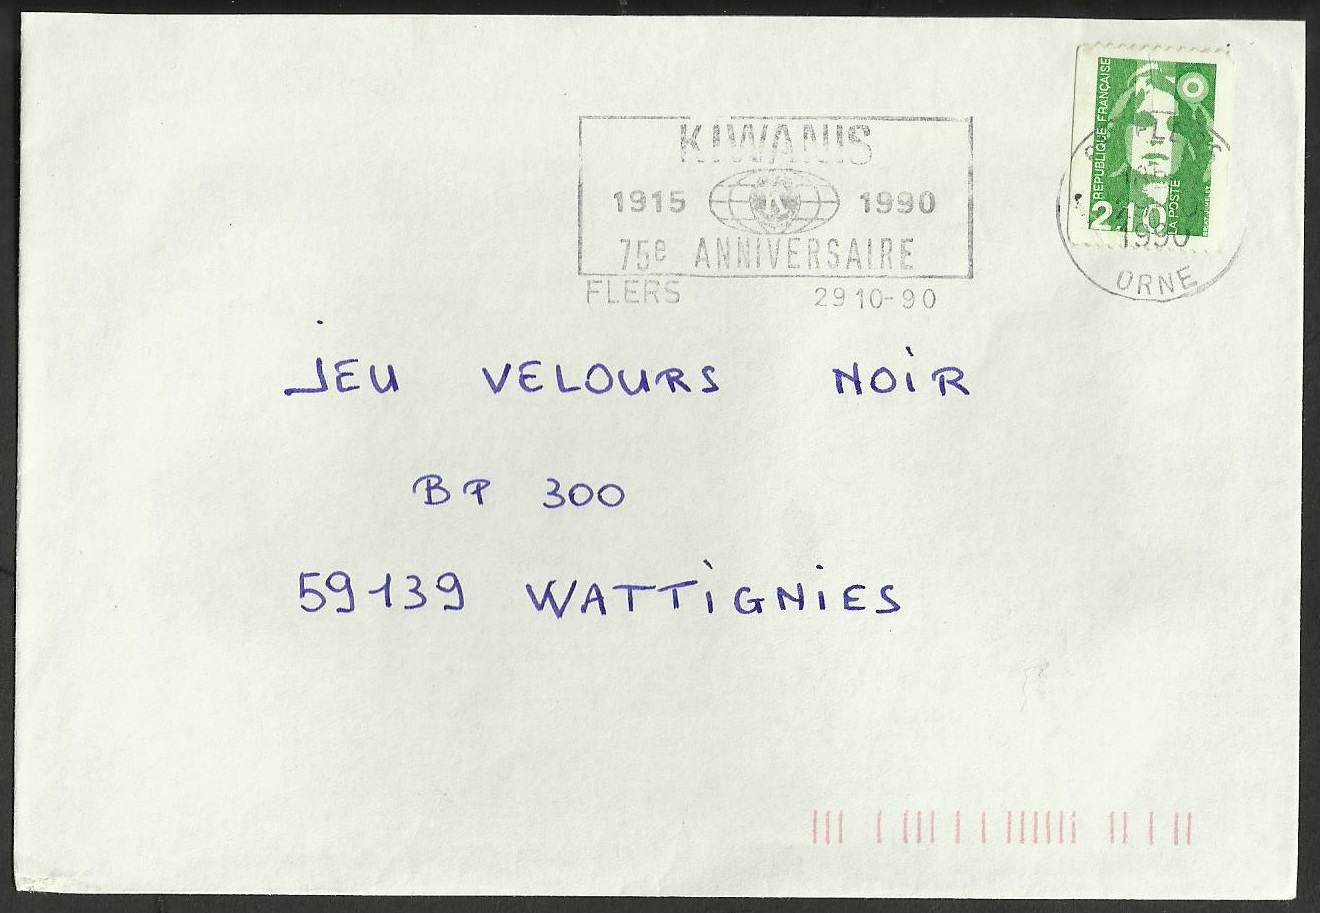 KIWANIS
1915 1990
75e ANNIVERSAIRE
FLERS 29 10-90
RÉPUBLIQUE FRANÇAISE
2,10
LA POSTE
1990
ORNE
JEU VELOURS NOIR
BP 300
59139 WATTIGNIES